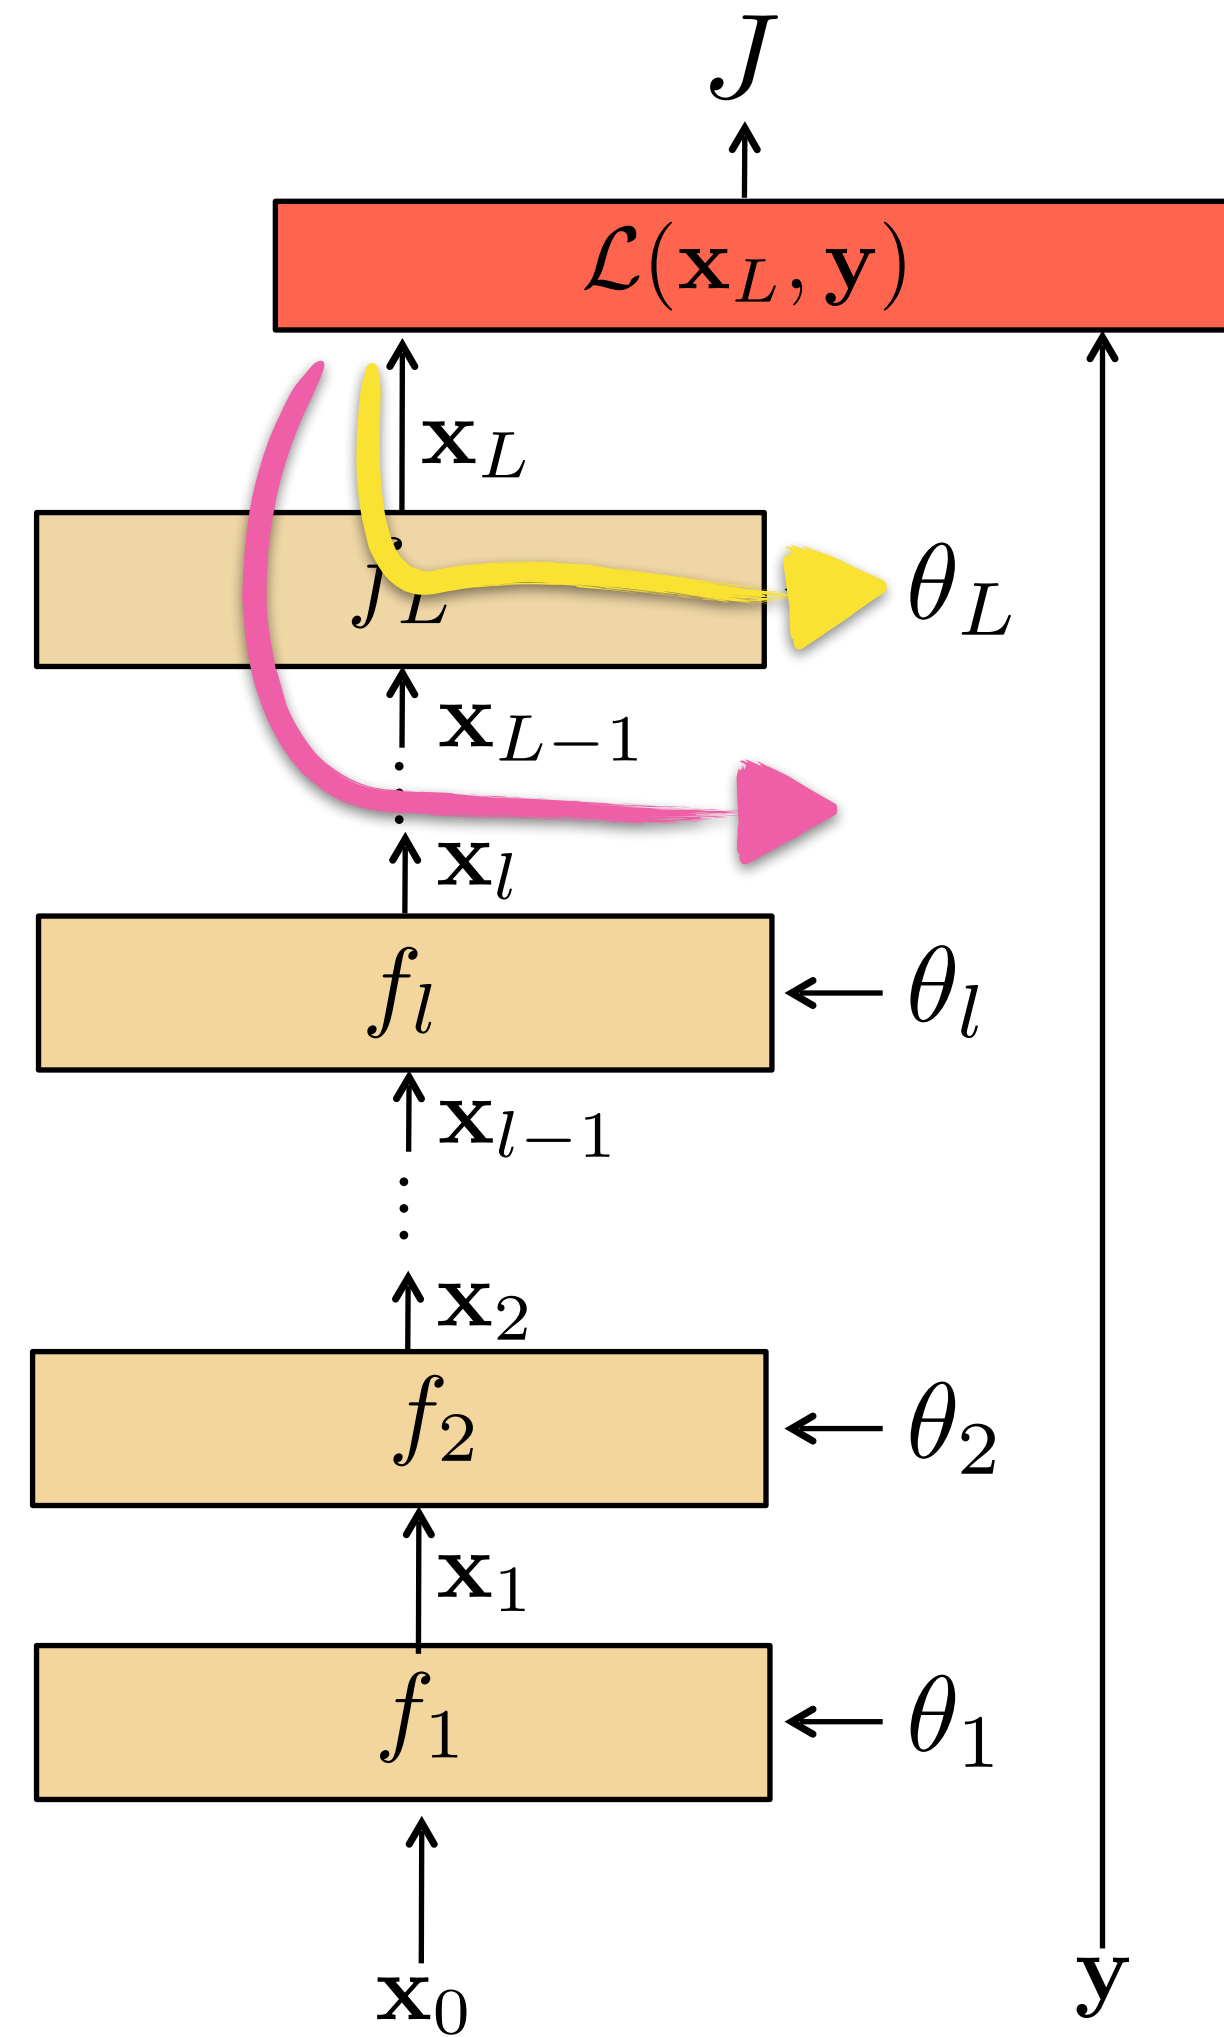 J
ℒ(𝐱_L, 𝐲)
𝐱_L
f_L θ_L
𝐱_{L−1}
𝐱_l
f_l θ_l
𝐱_{l−1}
𝐱_2
f_2 θ_2
𝐱_1
f_1 θ_1
𝐱_0 𝐲